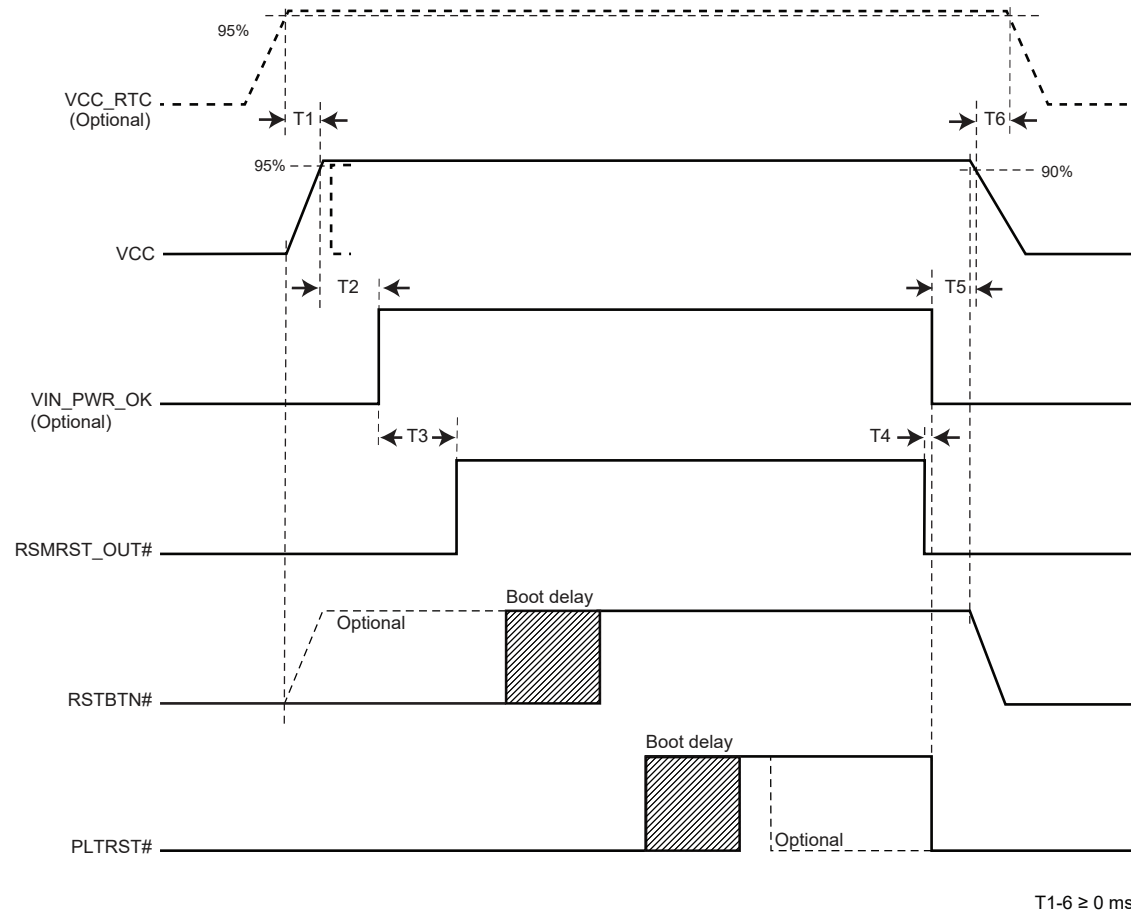 95%
VCC_RTC
(Optional)
T1
T6
95%
90%
VCC
T2
T5
VIN_PWR_OK
(Optional)
T3
T4
RSMRST_OUT#
Boot delay
Optional
RSTBTN#
Boot delay
Optional
PLTRST#
T1-6 ≥ 0 ms